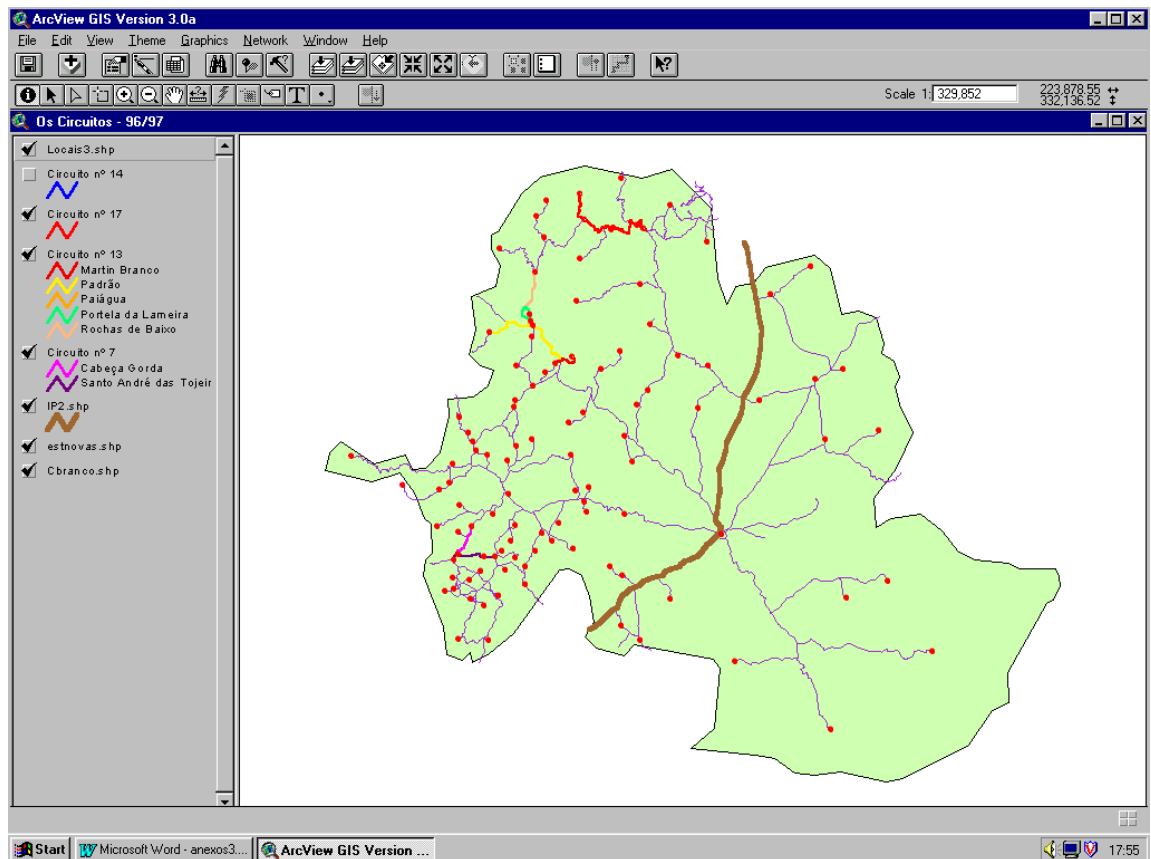 ArcView GIS Version 3.0a
File Edit View Theme Graphics Network Window Help
Scale 1: 329,852
223,878.55
332,136.52
Os Circuitos - 96/97
Locais3.shp
Circuito nº 14
Circuito nº 17
Circuito nº 13
Martin Branco
Padrão
Paiágua
Portela da Lameira
Rochas de Baixo
Circuito nº 7
Cabeça Gorda
Santo André das Tojeir
IP2.shp
estnovas.shp
Cbranco.shp
Start
Microsoft Word - anexos3....
ArcView GIS Version ...
17:55